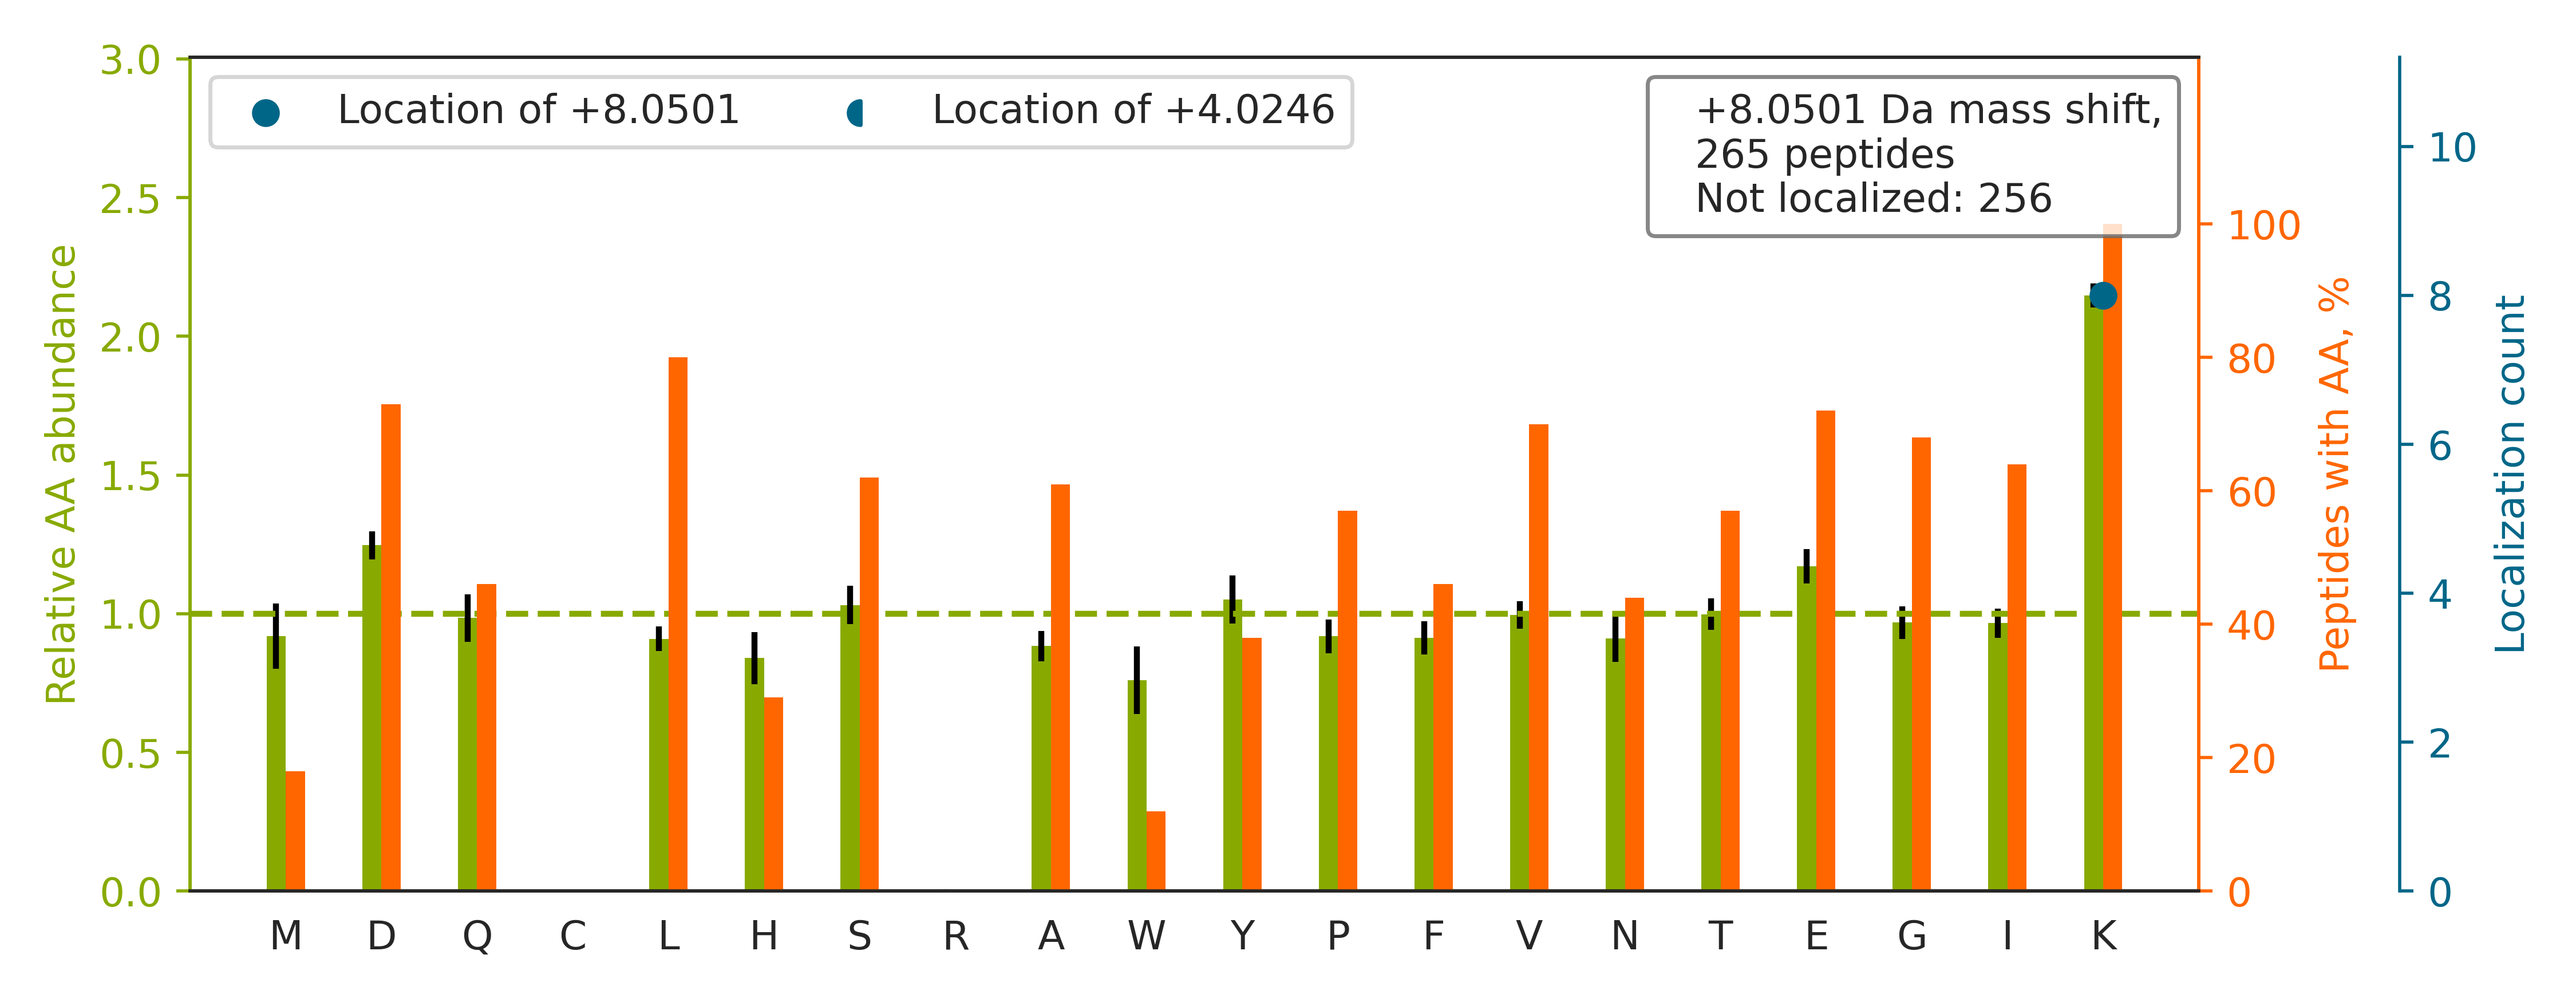 Location of +8.0501
Location of +4.0246
+8.0501 Da mass shift,
265 peptides
Not localized: 256
Relative AA abundance
3.0
2.5
2.0
1.5
1.0
0.5
0.0
M D Q C L H S R A W Y P F V N T E G I K
100
80
60
40
20
0
Peptides with AA, %
10
8
6
4
2
0
Localization count